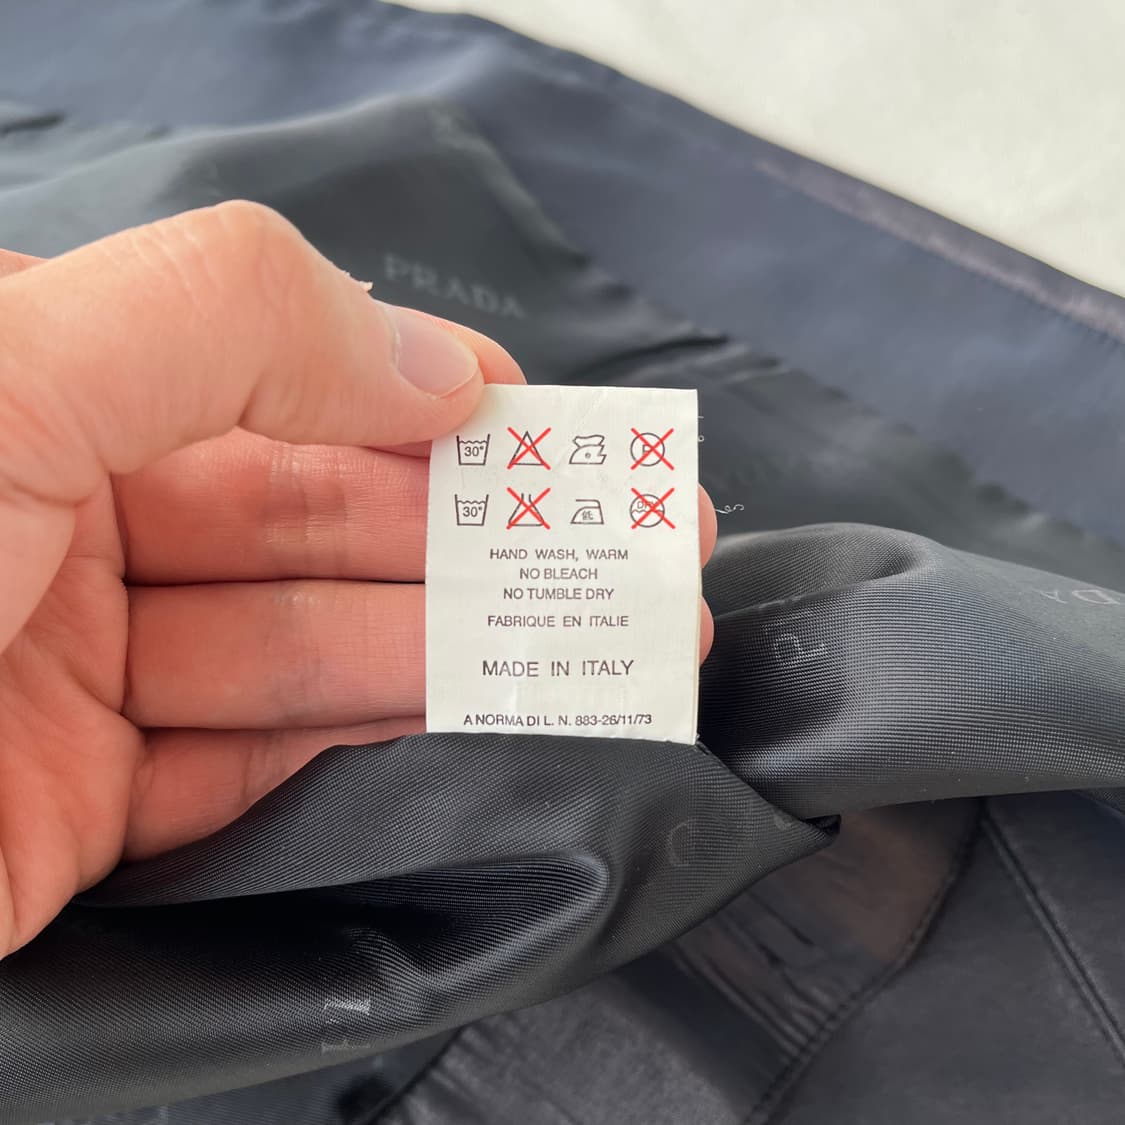 PRADA
30°
30°
低
HAND WASH, WARM
NO BLEACH
NO TUMBLE DRY
FABRIQUE EN ITALIE
MADE IN ITALY
A NORMA DI L. N. 883-26/11/73